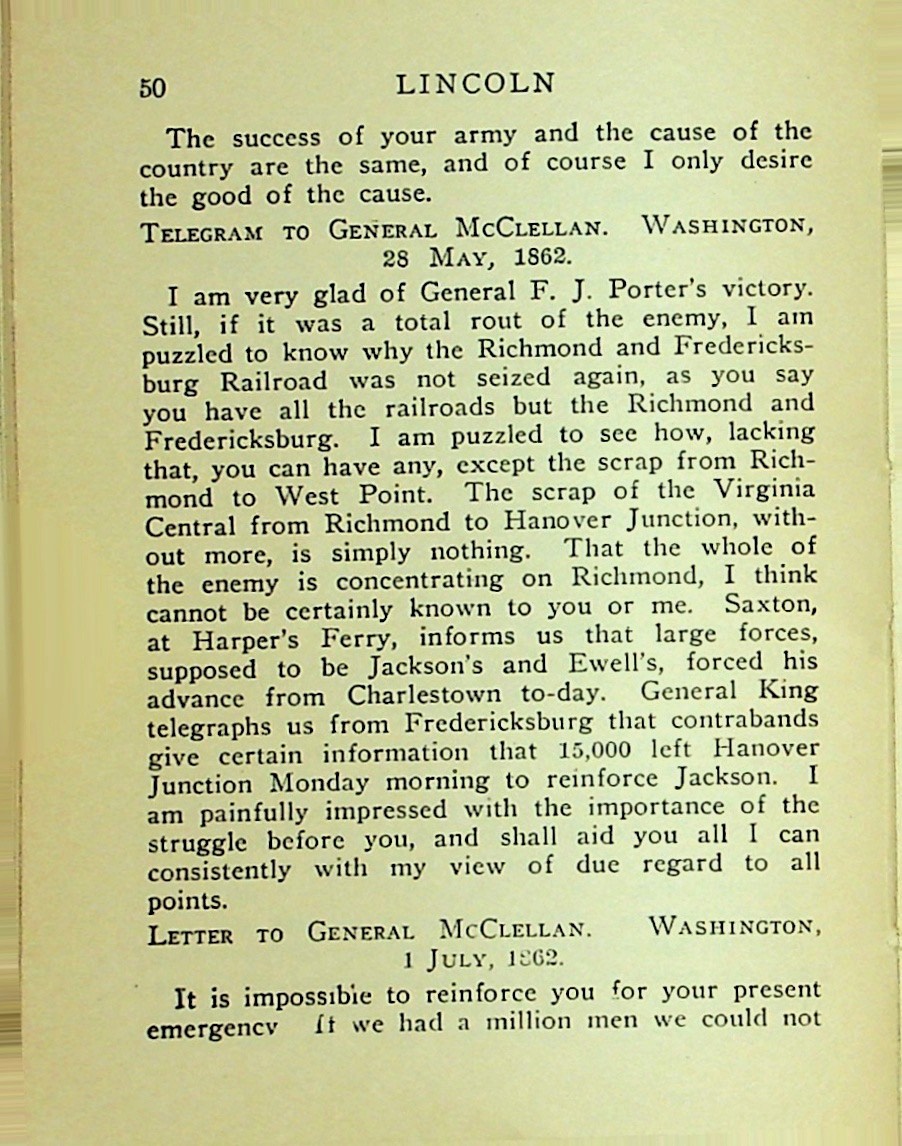 50 LINCOLN
The success of your army and the cause of the
country are the same, and of course I only desire
the good of the cause.
TELEGRAM TO GENERAL MCCLELLAN. WASHINGTON,
28 MAY, 1862.
I am very glad of General F. J. Porter's victory.
Still, if it was a total rout of the enemy, I am
puzzled to know why the Richmond and Fredericks-
burg Railroad was not seized again, as you say
you have all the railroads but the Richmond and
Fredericksburg. I am puzzled to see how, lacking
that, you can have any, except the scrap from Rich-
mond to West Point. The scrap of the Virginia
Central from Richmond to Hanover Junction, with-
out more, is simply nothing. That the whole of
the enemy is concentrating on Richmond, I think
cannot be certainly known to you or me. Saxton,
at Harper's Ferry, informs us that large forces,
supposed to be Jackson's and Ewell's, forced his
advance from Charlestown to-day. General King
telegraphs us from Fredericksburg that contrabands
give certain information that 15,000 left Hanover
Junction Monday morning to reinforce Jackson. I
am painfully impressed with the importance of the
struggle before you, and shall aid you all I can
consistently with my view of due regard to all
points.
LETTER TO GENERAL MCCLELLAN. WASHINGTON,
1 JULY, 1862.
It is impossible to reinforce you for your present
emergency If we had a million men we could not